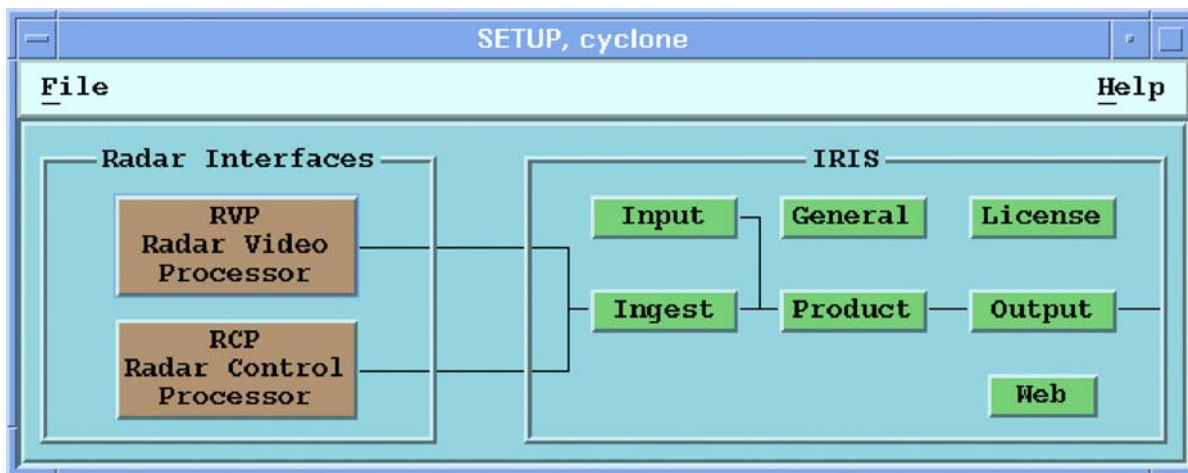 SETUP, cyclone
File Help
Radar Interfaces
IRIS
RVP
Radar Video
Processor
RCP
Radar Control
Processor
Input
General
License
Ingest
Product
Output
Web